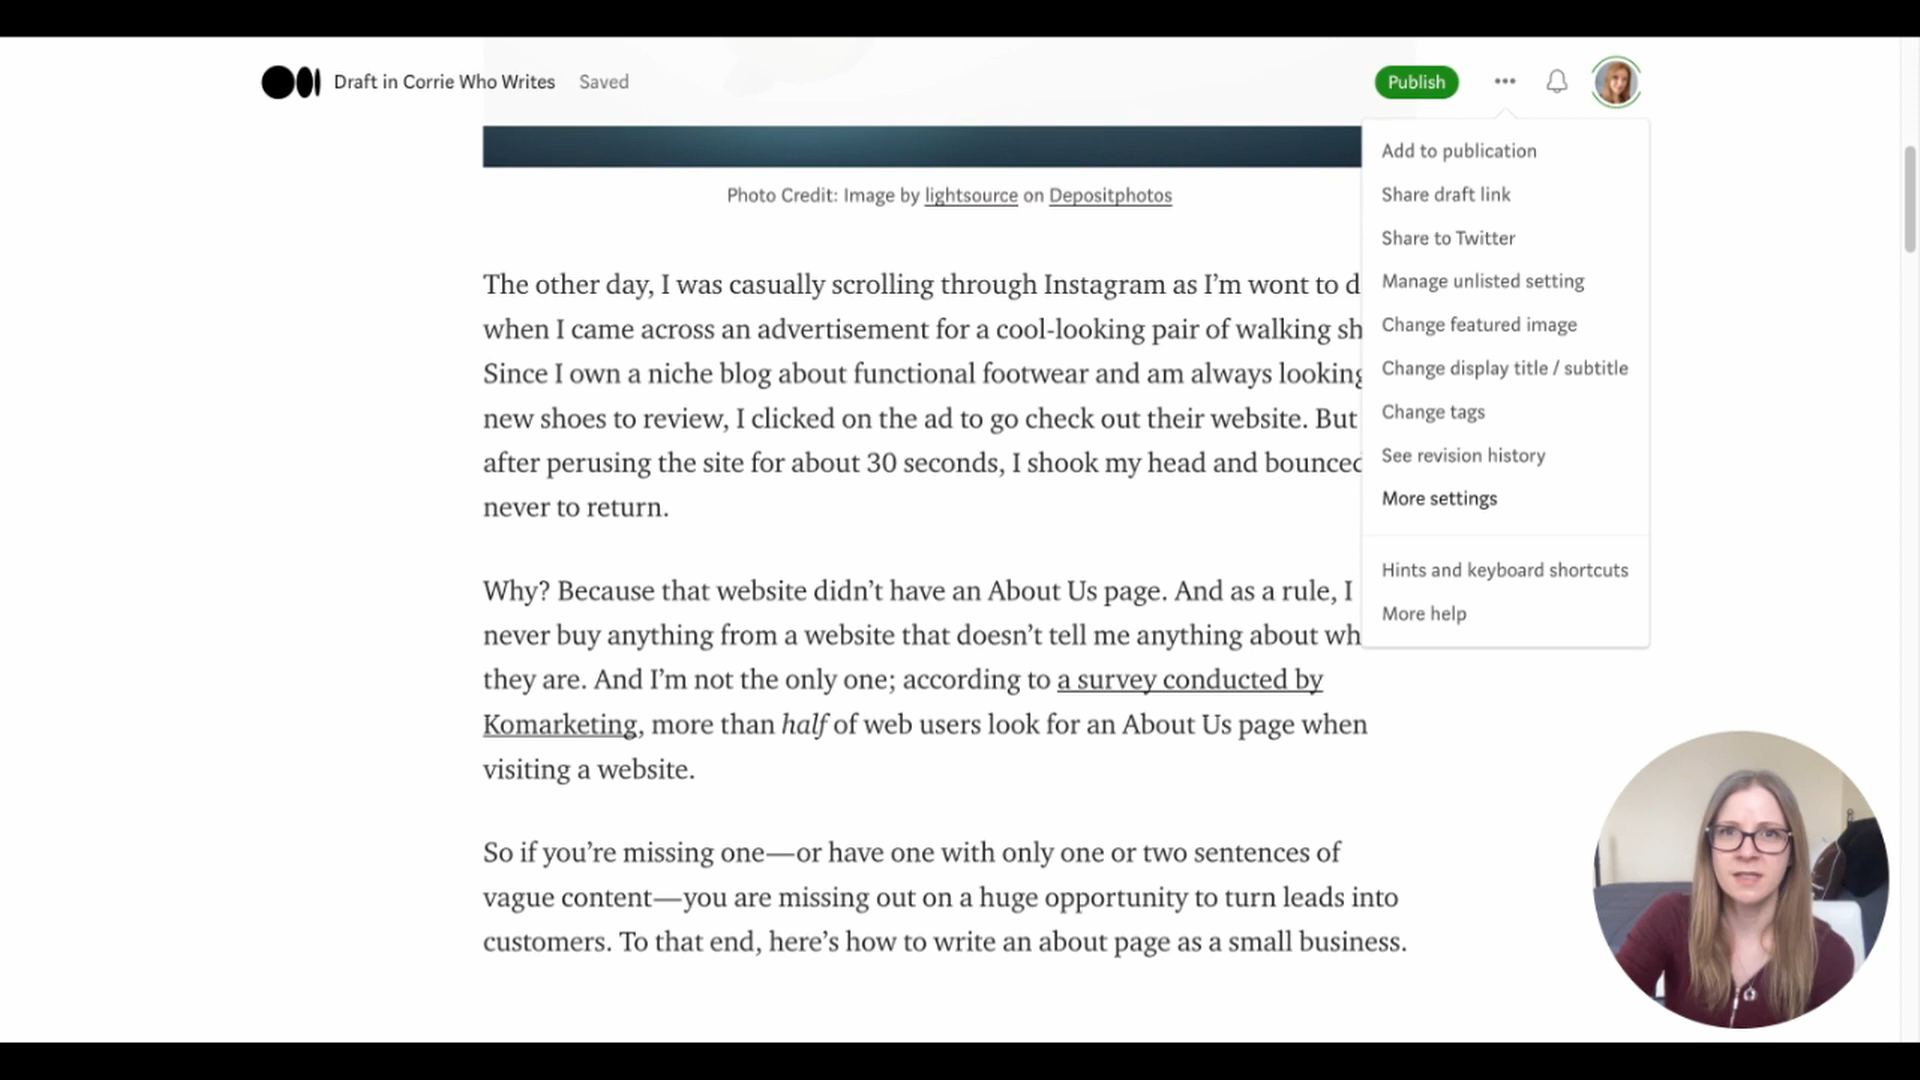 Draft in Corrie Who Writes Saved
Publish
Photo Credit: Image by lightsource on Depositphotos
The other day, I was casually scrolling through Instagram as I’m wont to d
when I came across an advertisement for a cool-looking pair of walking sh
Since I own a niche blog about functional footwear and am always looking
new shoes to review, I clicked on the ad to go check out their website. But
after perusing the site for about 30 seconds, I shook my head and bounced
never to return.
Why? Because that website didn’t have an About Us page. And as a rule, I
never buy anything from a website that doesn’t tell me anything about wh
they are. And I’m not the only one; according to a survey conducted by
Komarketing, more than half of web users look for an About Us page when
visiting a website.
So if you’re missing one—or have one with only one or two sentences of
vague content—you are missing out on a huge opportunity to turn leads into
customers. To that end, here’s how to write an about page as a small business.
Add to publication
Share draft link
Share to Twitter
Manage unlisted setting
Change featured image
Change display title / subtitle
Change tags
See revision history
More settings
Hints and keyboard shortcuts
More help